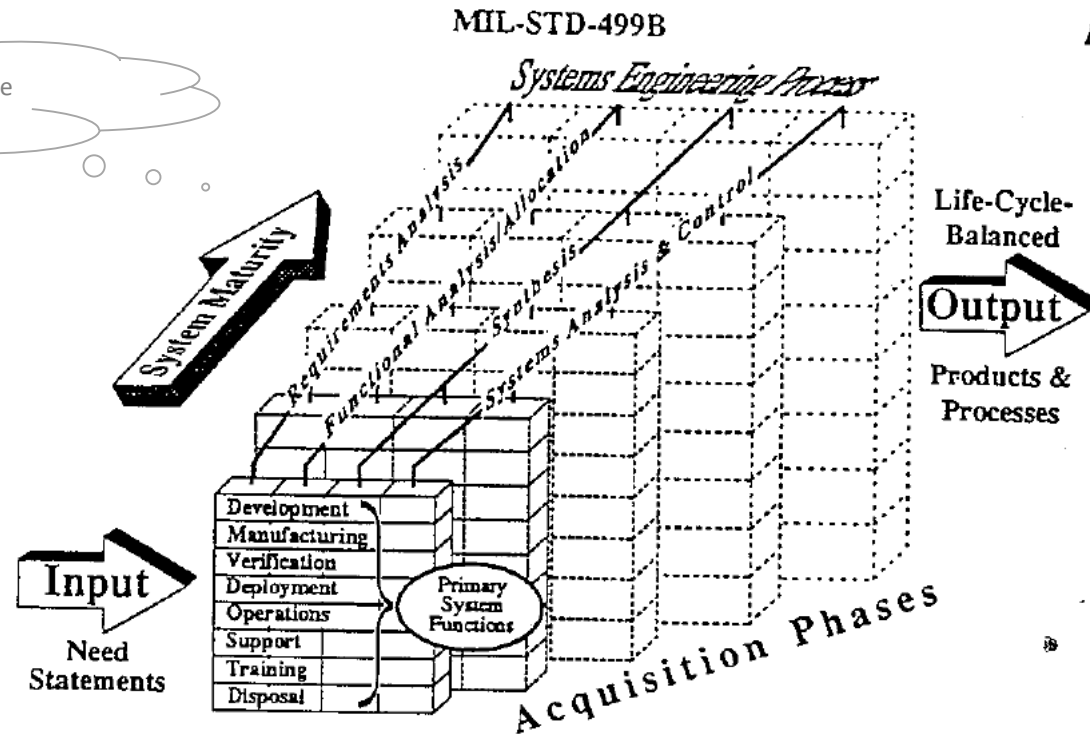 MIL-STD-499B
e
Systems Engineering Process
Requirements Analysis
Functional Analysis/Allocation
Synthesis
Systems Analysis & Control
System Maturity
Life-Cycle-
Balanced
Output
Products &
Processes
Input
Need
Statements
Development
Manufacturing
Verification
Deployment
Operations
Support
Training
Disposal
Primary
System
Functions
Acquisition Phases